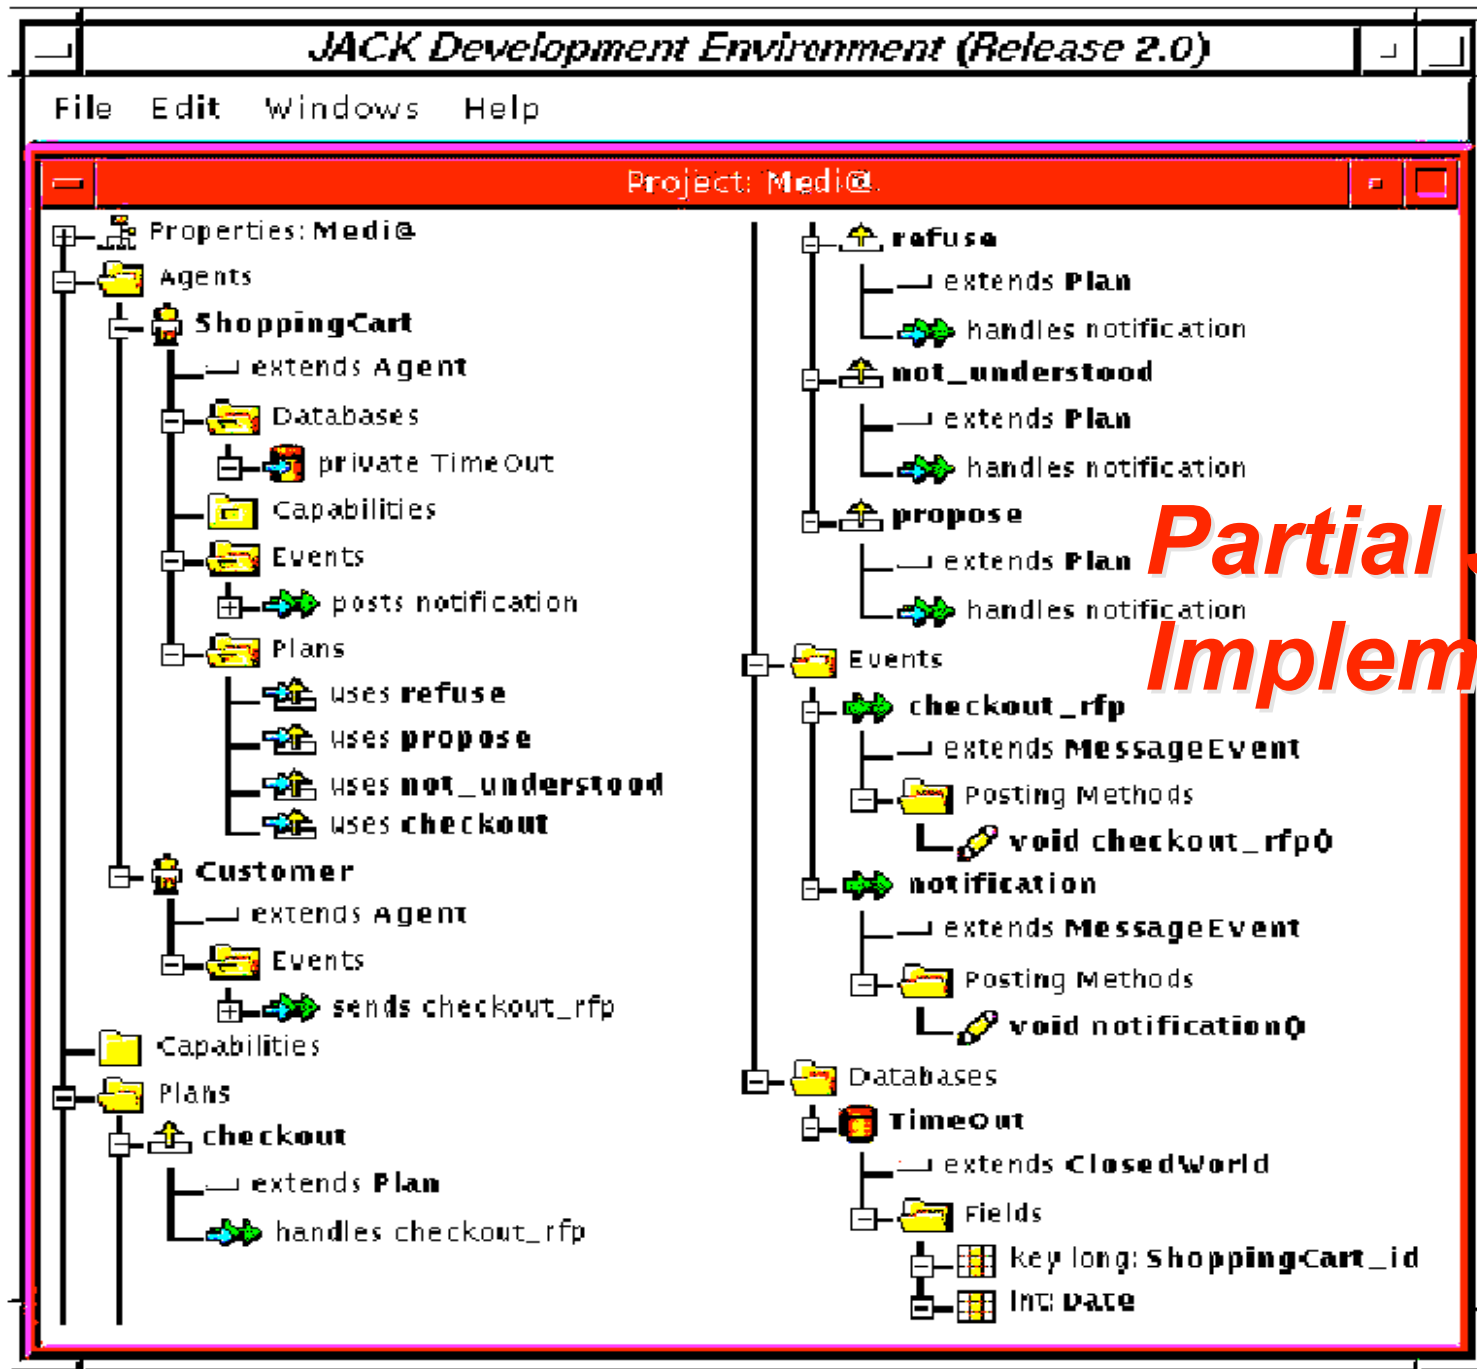 JACK Development Environment (Release 2.0)
File Edit Windows Help
Project: Medi@
Properties: Medi@
Agents
ShoppingCart
extends Agent
Databases
private TimeOut
Capabilities
Events
posts notification
Plans
uses refuse
uses propose
uses not_understood
uses checkout
Customer
extends Agent
Events
sends checkout_rfp
Capabilities
Plans
checkout
extends Plan
handles checkout_rfp
refuse
extends Plan
handles notification
not_understood
extends Plan
handles notification
propose
extends Plan
handles notification
Events
checkout_rfp
extends MessageEvent
Posting Methods
void checkout_rfp()
notification
extends MessageEvent
Posting Methods
void notification()
Databases
TimeOut
extends ClosedWorld
Fields
key long: ShoppingCart_id
int: Date
Partial
Implem